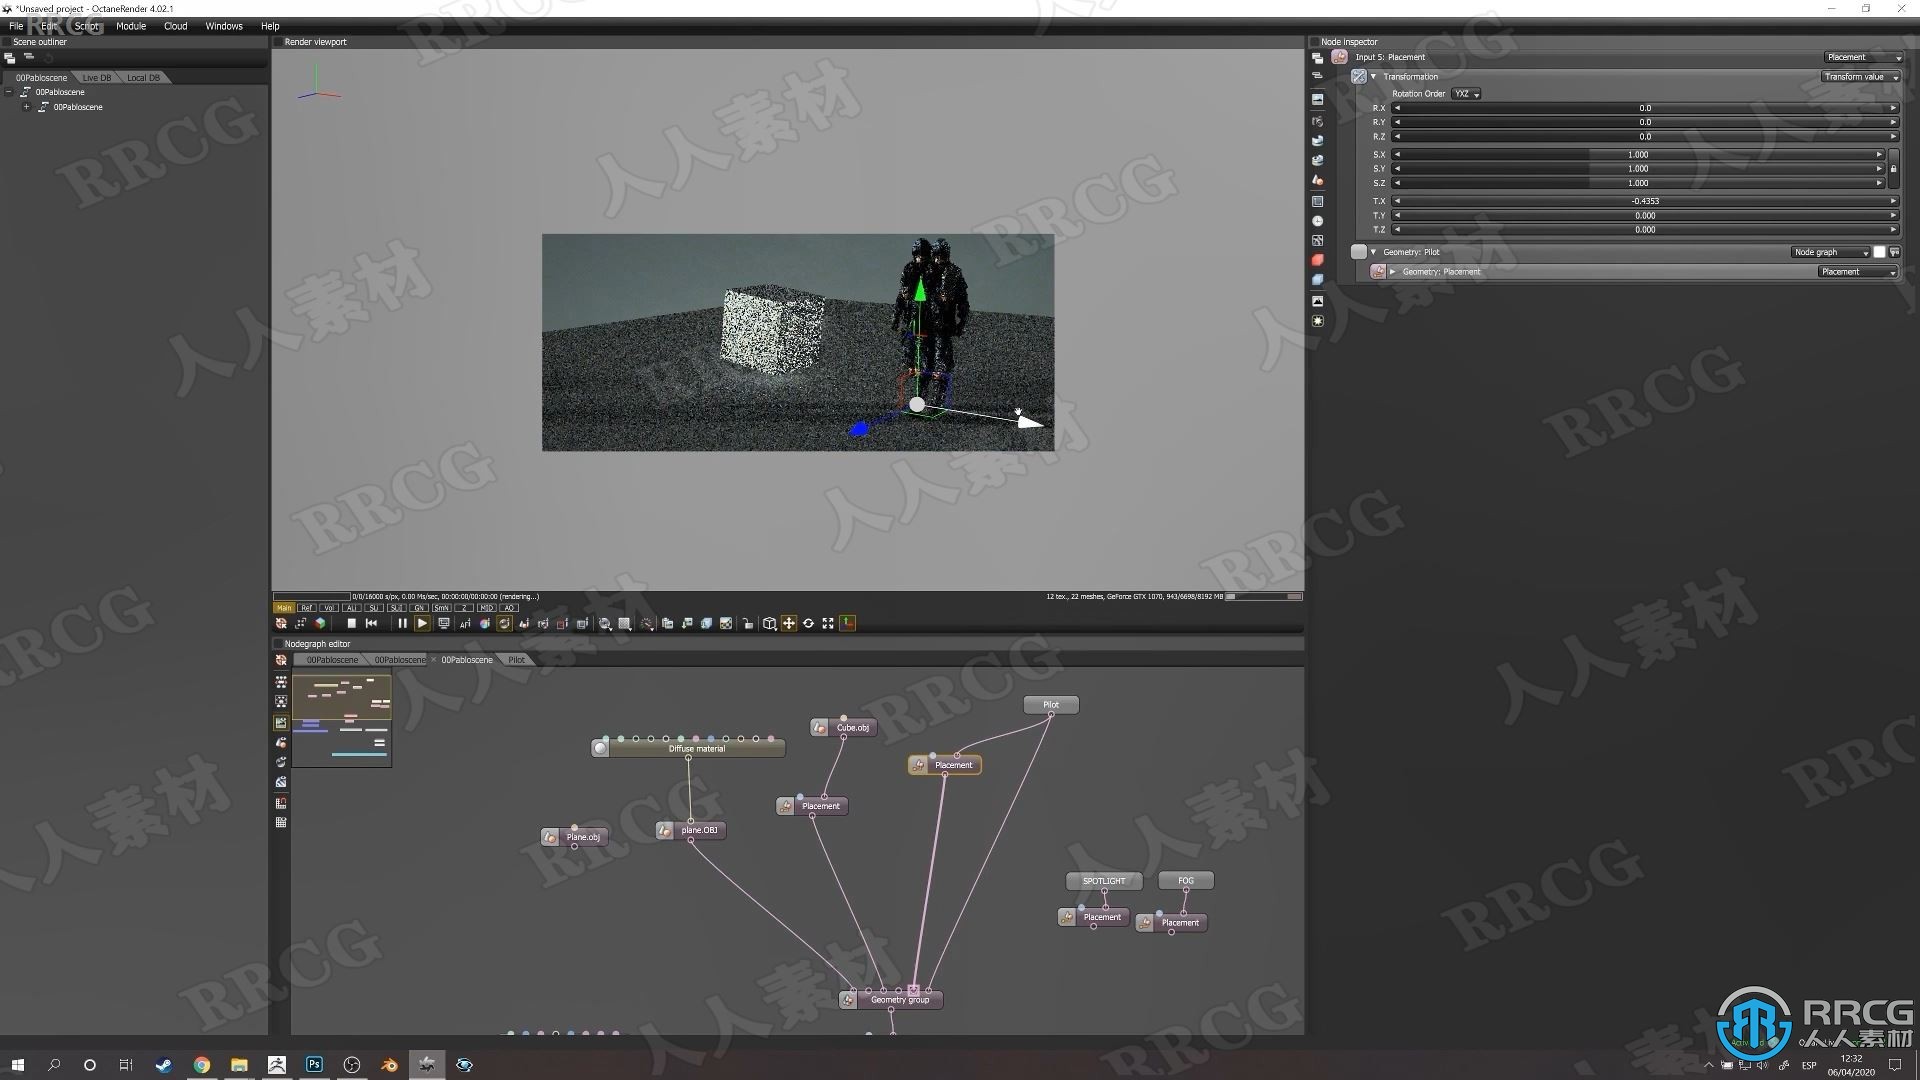 *Unsaved project - OctaneRender 4.02.1
File Edit Script Module Cloud Windows Help
Scene outliner
00Pabloscene Live DB Local DB
00Pabloscene
00Pabloscene
Render viewport
0/0/16000 s/px, 0.00 Ms/sec, 00:00:00/00:00:00 (rendering...)
12 tex., 22 meshes, GeForce GTX 1070, 943/6698/8192 MB
Main Ref Vol ALi SLi SLiI GN SmN Z MID AO
Nodegraph editor
00Pabloscene 00Pabloscene 00Pabloscene Pilot
Pilot
Cube.obj
Diffuse material
Placement
Placement
plane.OBJ
Plane.obj
SPOTLIGHT FOG
Placement Placement
Geometry group
Node inspector
Input 5: Placement Placement
Transformation Transform value
Rotation Order YXZ
R.X 0.0
R.Y 0.0
R.Z 0.0
S.X 1.000
S.Y 1.000
S.Z 1.000
T.X -0.4353
T.Y 0.000
T.Z 0.000
Geometry: Pilot Node graph
Geometry: Placement Placement
RRCG
人人素材
ESP
12:32
06/04/2020